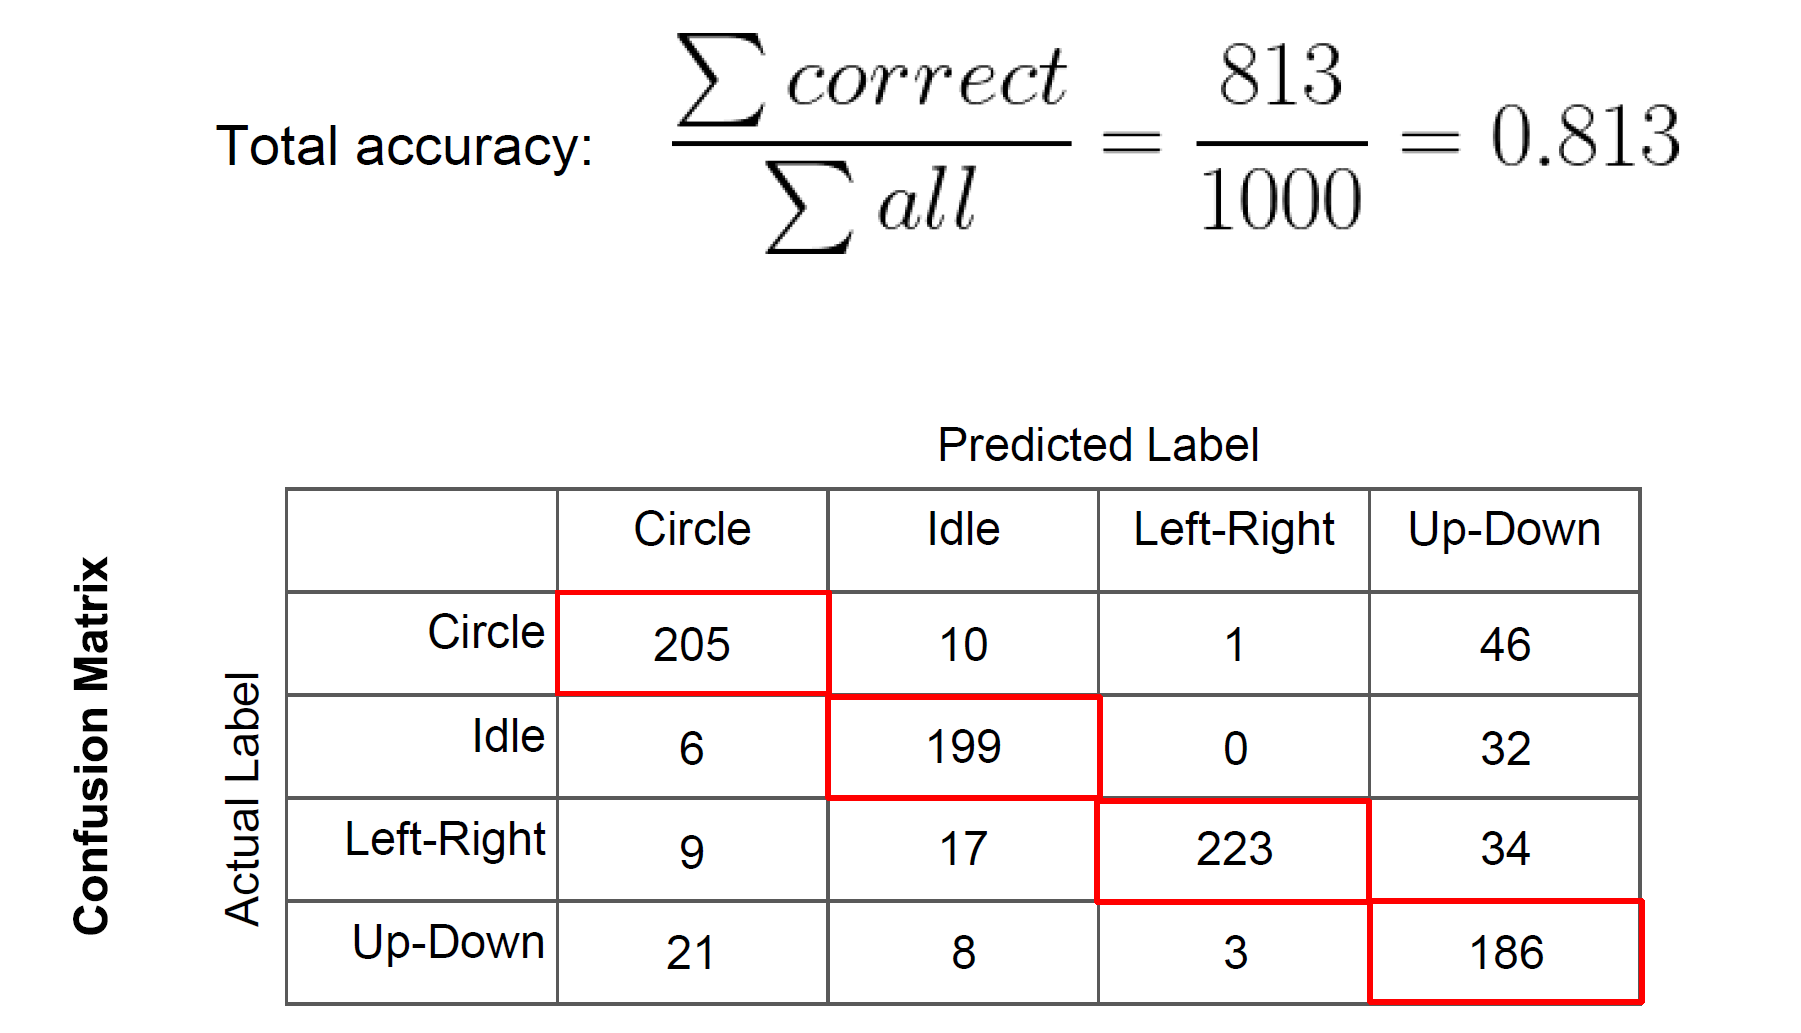 Total accuracy: ∑ correct / ∑ all = 813 / 1000 = 0.813
Predicted Label
Circle Idle Left-Right Up-Down
Confusion Matrix
Actual Label
Circle 205 10 1 46
Idle 6 199 0 32
Left-Right 9 17 223 34
Up-Down 21 8 3 186